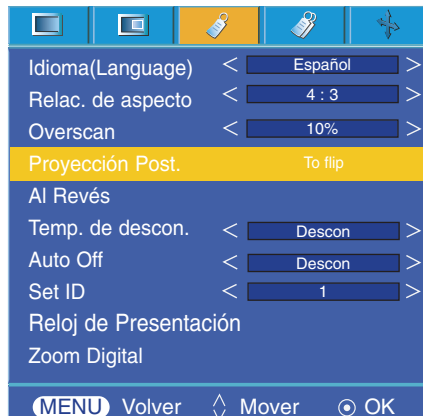 Idioma(Language) < Español >
Relac. de aspecto < 4 : 3 >
Overscan < 10% >
Proyección Post. To flip
Al Revés
Temp. de descon. < Descon >
Auto Off < Descon >
Set ID < 1 >
Reloj de Presentación
Zoom Digital
MENU Volver Mover OK